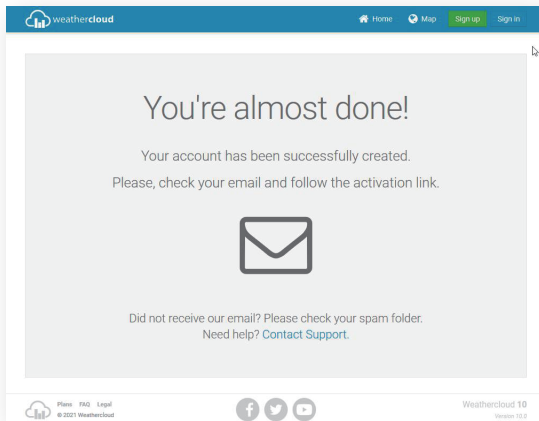 weathercloud
Home Map Sign up Sign in
You're almost done!
Your account has been successfully created.
Please, check your email and follow the activation link.
Did not receive our email? Please check your spam folder.
Need help? Contact Support.
Plans FAQ Legal
© 2021 Weathercloud
Weathercloud 10
Version 10.0